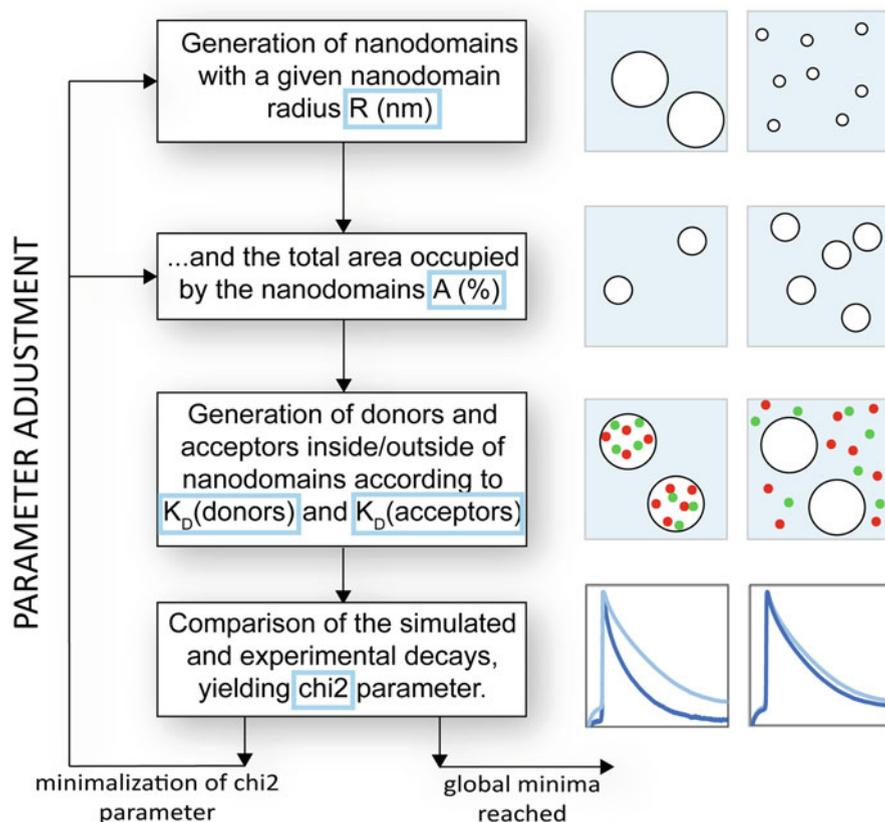 Generation of nanodomains
with a given nanodomain
radius R (nm)
...and the total area occupied
by the nanodomains A (%)
Generation of donors and
acceptors inside/outside of
nanodomains according to
K_D(donors) and K_D(acceptors)
Comparison of the simulated
and experimental decays,
yielding chi2 parameter.
PARAMETER ADJUSTMENT
minimalization of chi2
parameter
global minima
reached